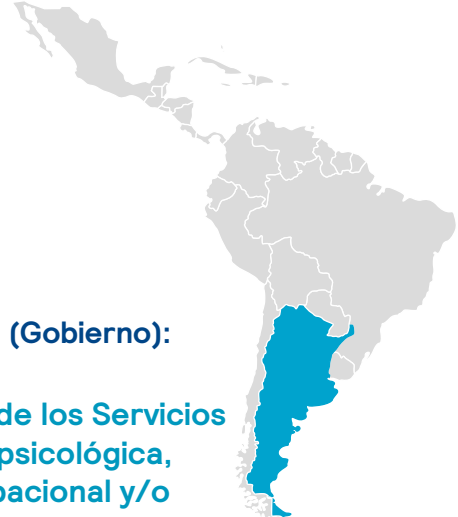 (Gobierno):
de los Servicios
psicológica,
pacional y/o